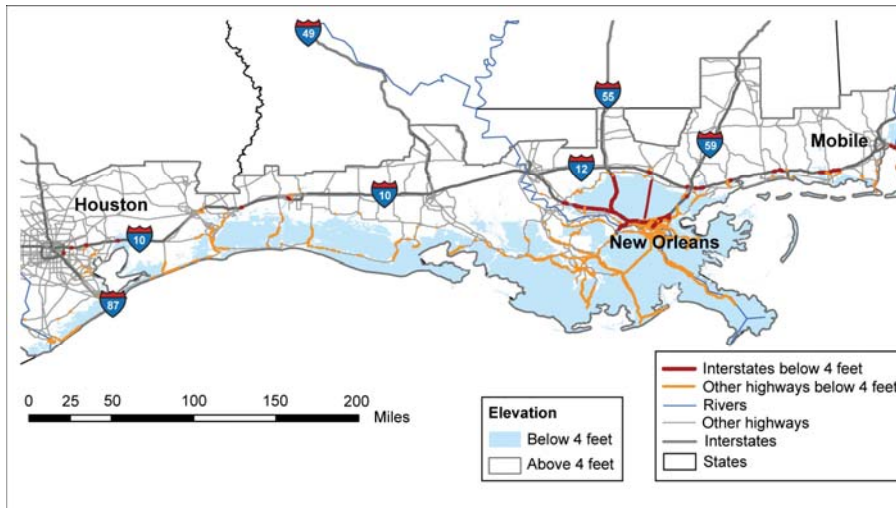 49
55
59
Mobile
12
Houston
10
10
New Orleans
87
0 25 50 100 150 200
Miles
Elevation
Below 4 feet
Above 4 feet
Interstates below 4 feet
Other highways below 4 feet
Rivers
Other highways
Interstates
States